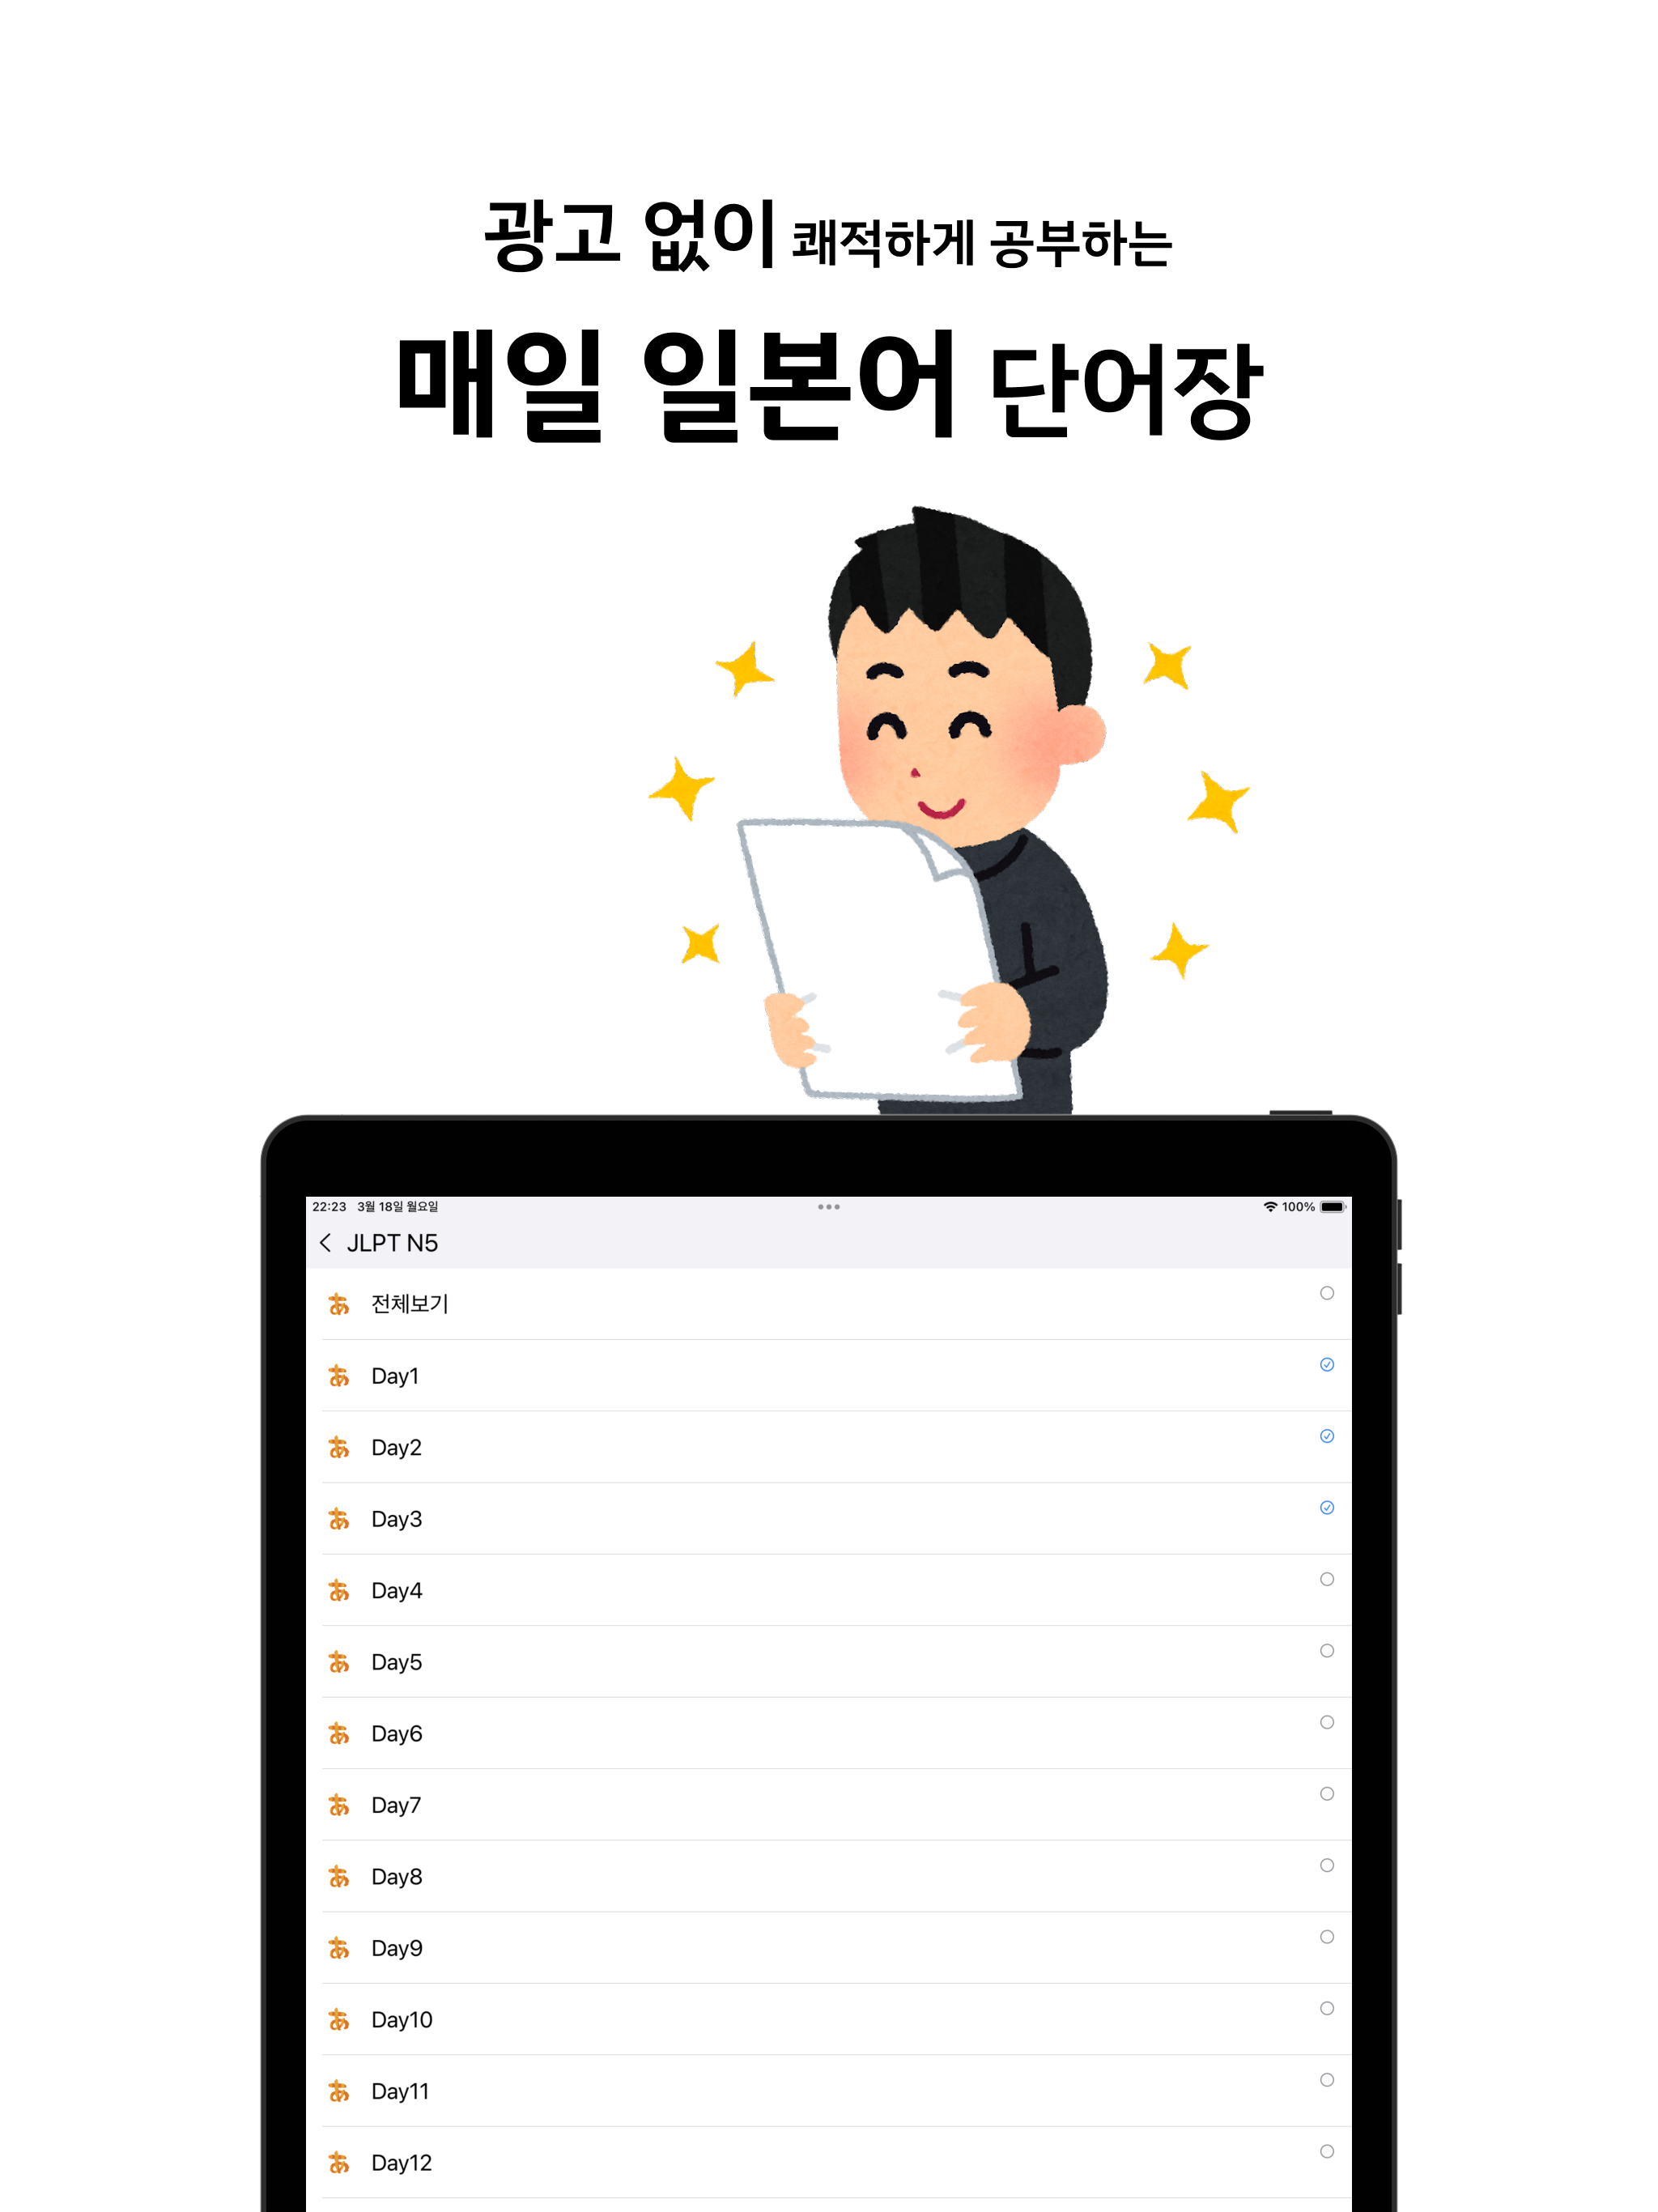 광고 없이 쾌적하게 공부하는
매일 일본어 단어장
22:23 3월 18일 월요일
100%
JLPT N5
あ 전체보기
あ Day1
あ Day2
あ Day3
あ Day4
あ Day5
あ Day6
あ Day7
あ Day8
あ Day9
あ Day10
あ Day11
あ Day12